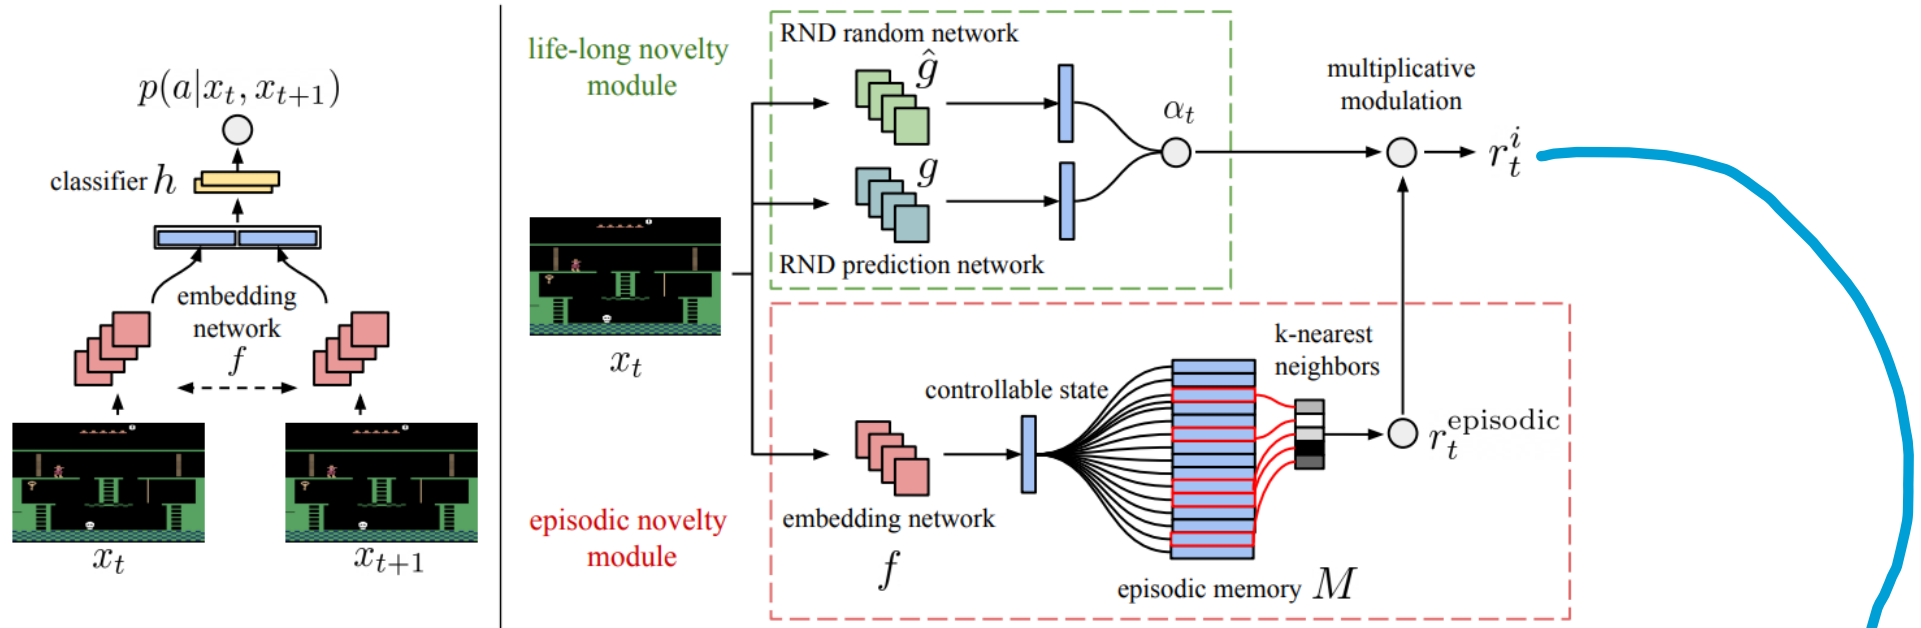 p(a|x_t, x_{t+1})
classifier h
embedding
network
f
x_t
x_{t+1}
life-long novelty
module
RND random network
ĝ
g
RND prediction network
α_t
multiplicative
modulation
r_t^i
x_t
k-nearest
neighbors
controllable state
r_t^{episodic}
episodic novelty
module
embedding network
f
episodic memory M